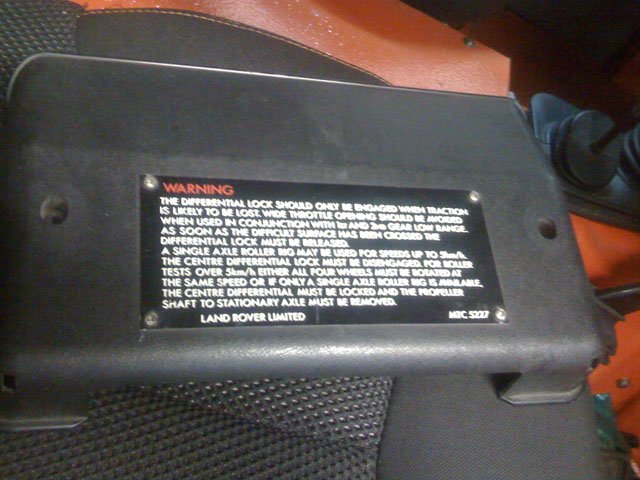 WARNING
THE DIFFERENTIAL LOCK SHOULD ONLY BE ENGAGED WHEN TRACTION
IS LIKELY TO BE LOST. WIDE THROTTLE OPENING SHOULD BE AVOIDED
WHEN USED IN CONJUNCTION WITH 1ST AND 2ND GEAR LOW RANGE.
AS SOON AS THE DIFFICULT SURFACE HAS BEEN CROSSED THE
DIFFERENTIAL LOCK MUST BE RELEASED.
A SINGLE AXLE ROLLER RIG MAY BE USED FOR SPEEDS UP TO 5km/h.
THE CENTRE DIFFERENTIAL LOCK MUST BE DISENGAGED. FOR ROLLER
TESTS OVER 5km/h EITHER ALL FOUR WHEELS MUST BE ROTATED AT
THE SAME SPEED OR IF ONLY A SINGLE AXLE ROLLER RIG IS AVAILABLE.
THE CENTRE DIFFERENTIAL MUST BE LOCKED AND THE PROPELLER
SHAFT TO STATIONARY AXLE MUST BE REMOVED.
LAND ROVER LIMITED MTC 5227